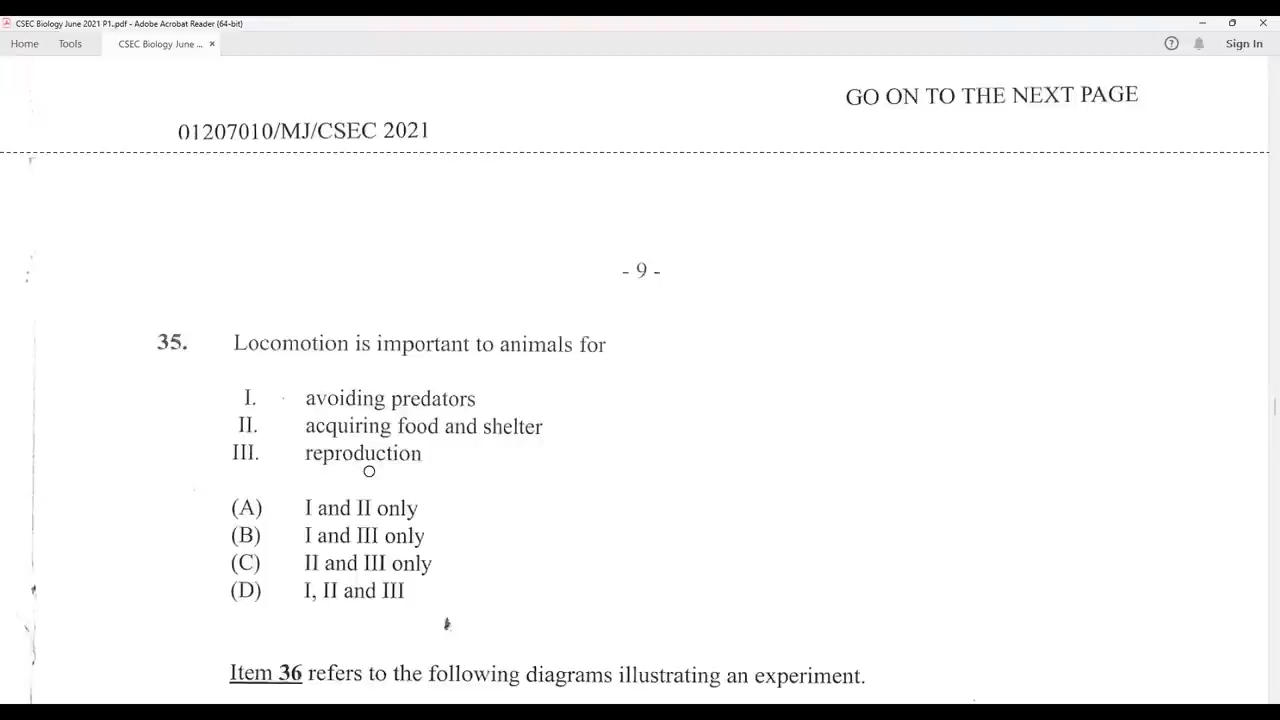 CSEC Biology June 2021 P1..pdf - Adobe Acrobat Reader (64-bit)
Home Tools CSEC Biology June ... × Sign In
GO ON TO THE NEXT PAGE
01207010/MJ/CSEC 2021
- 9 -
35. Locomotion is important to animals for
I. avoiding predators
II. acquiring food and shelter
III. reproduction
(A) I and II only
(B) I and III only
(C) II and III only
(D) I, II and III
Item 36 refers to the following diagrams illustrating an experiment.